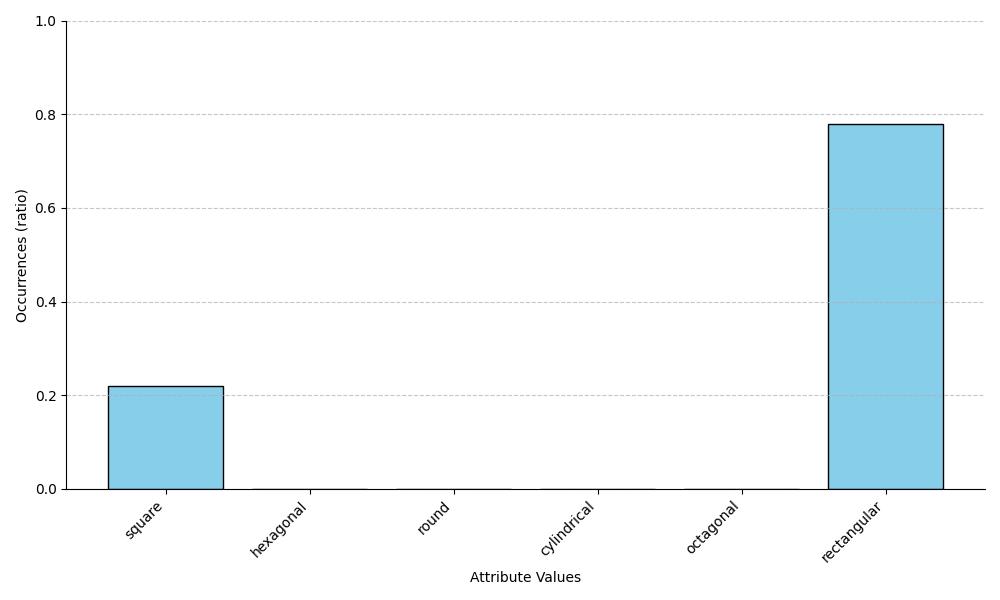 1.0
0.8
0.6
0.4
0.2
0.0
Occurrences (ratio)
square
hexagonal
round
cylindrical
octagonal
rectangular
Attribute Values